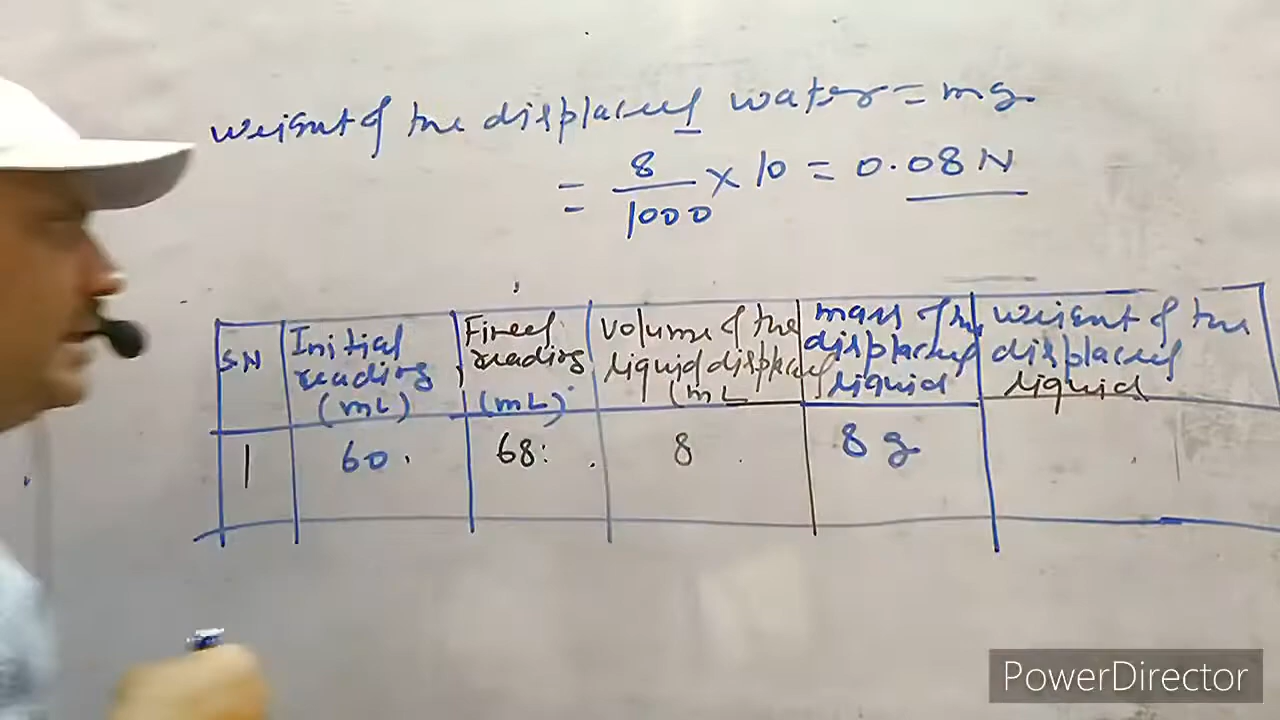 weight of the displaced water = mg
= 8/1000 × 10 = 0.08 N
SN
Initial reading (mL)
Final reading (mL)
volume of the liquid displaced (mL
mass of the displaced liquid
weight of the displaced liquid
1 60 68 8 8 g
PowerDirector